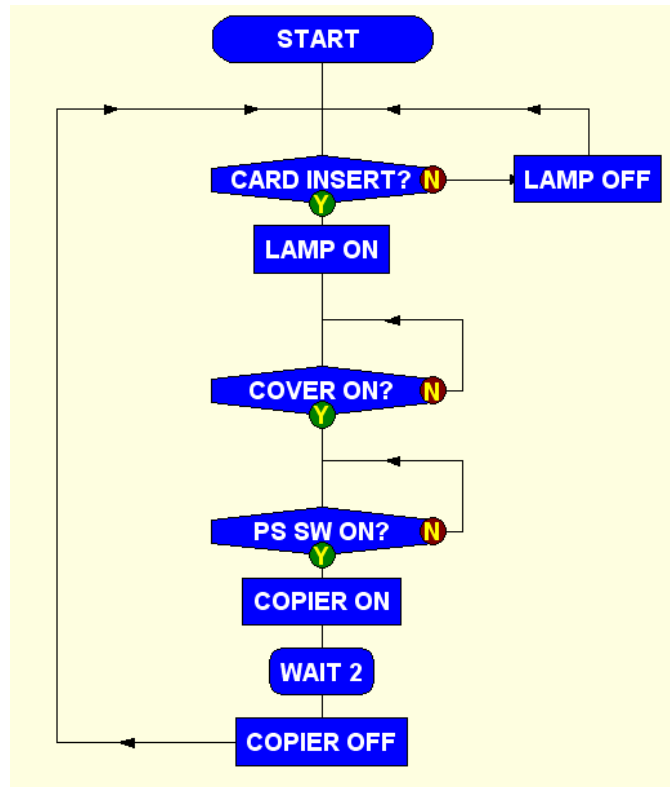 START
CARD INSERT?
N
LAMP OFF
Y
LAMP ON
COVER ON?
N
Y
PS SW ON?
N
Y
COPIER ON
WAIT 2
COPIER OFF